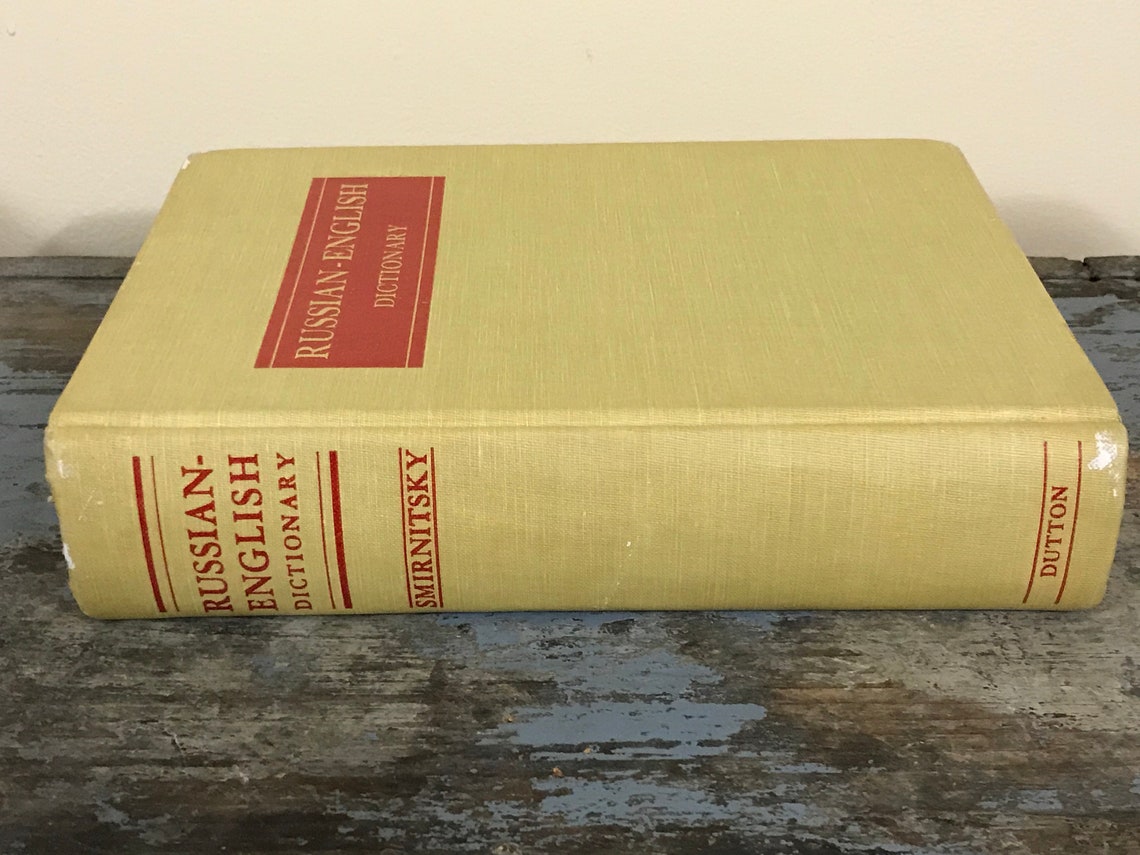 RUSSIAN-ENGLISH
DICTIONARY
RUSSIAN-
ENGLISH
DICTIONARY
SMIRNITSKY
DUTTON